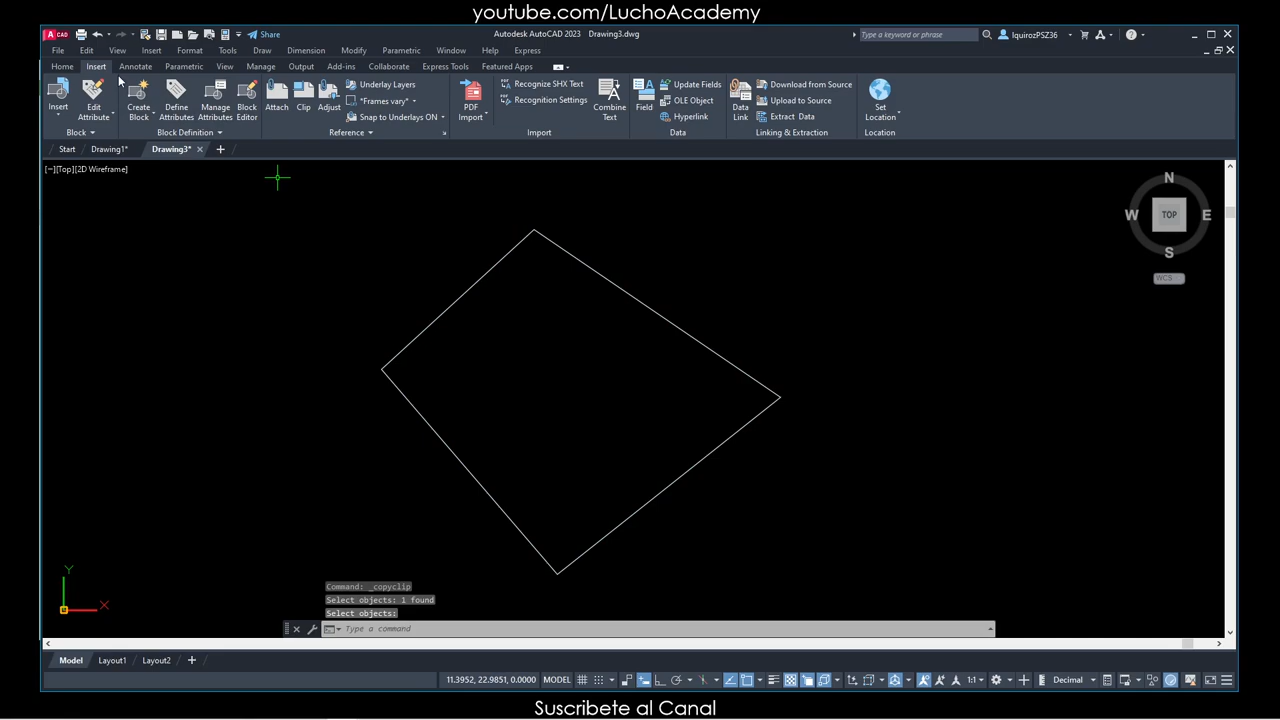 youtube.com/LuchoAcademy
A CAD Share Autodesk AutoCAD 2023 Drawing3.dwg Type a keyword or phrase lquirozPSZ36
File Edit View Insert Format Tools Draw Dimension Modify Parametric Window Help Express
Home Insert Annotate Parametric View Manage Output Add-ins Collaborate Express Tools Featured Apps
Insert Edit Attribute Create Block Define Attributes Manage Attributes Block Editor Attach Clip Adjust Underlay Layers *Frames vary* Snap to Underlays ON PDF Import Recognize SHX Text Recognition Settings Combine Text Field Update Fields OLE Object Hyperlink Data Link Download from Source Upload to Source Extract Data Set Location
Block Block Definition Reference Import Data Linking & Extraction Location
Start Drawing1* Drawing3*
[−][Top][2D Wireframe]
N
W TOP E
S
WCS
Y
X
Command: _copyclip
Select objects: 1 found
Select objects:
Type a command
Model Layout1 Layout2
11.3952, 22.9851, 0.0000 MODEL 1:1 Decimal
Suscribete al Canal